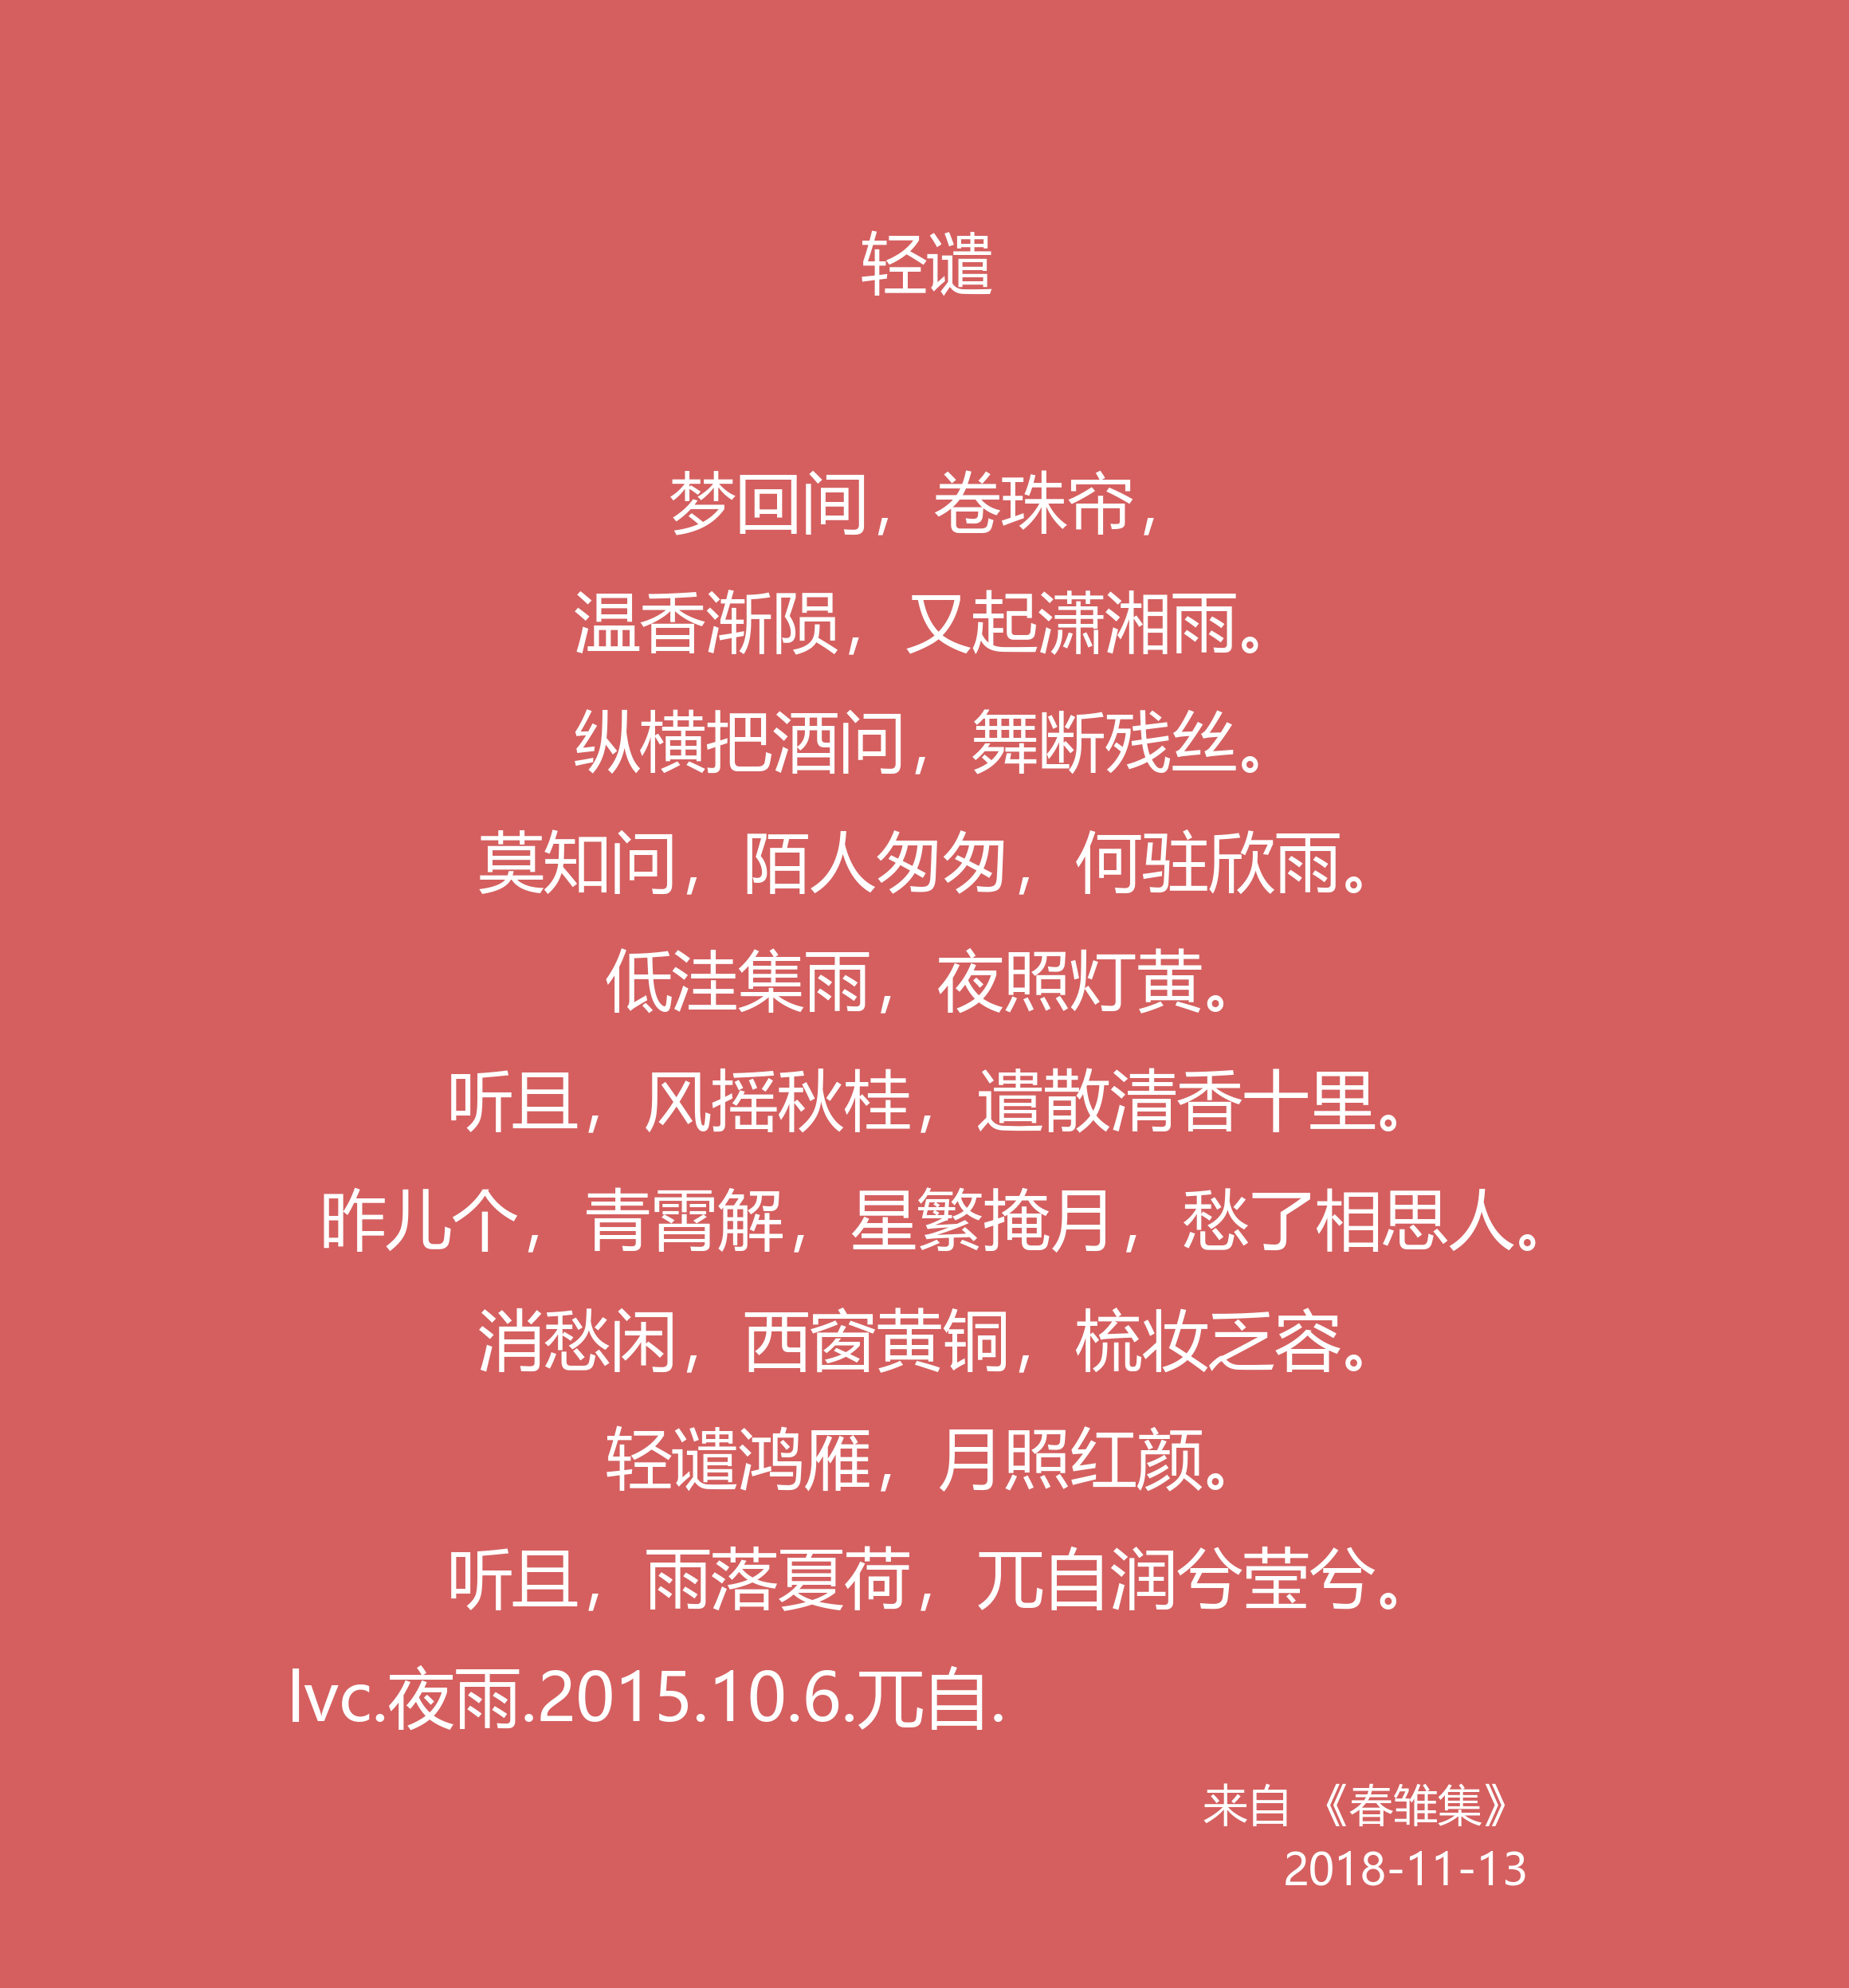 轻谴
梦回间，卷珠帘，
温香渐陨，又起潇湘雨。
纵横把酒问，舞断残丝。
莫知问，陌人匆匆，何驻欣雨。
低洼集雨，夜照灯黄。
听且，风摇秋桂，遣散清香十里。
昨儿个，青霄解，星繁掩月，愁了相思人。
消愁闲，西窗黄铜，梳妆乏容。
轻谴鸿雁，月照红颜。
听且，雨落夏荷，兀自润兮莹兮。
lvc.夜雨.2015.10.6.兀自.
来自《春雏集》
2018-11-13